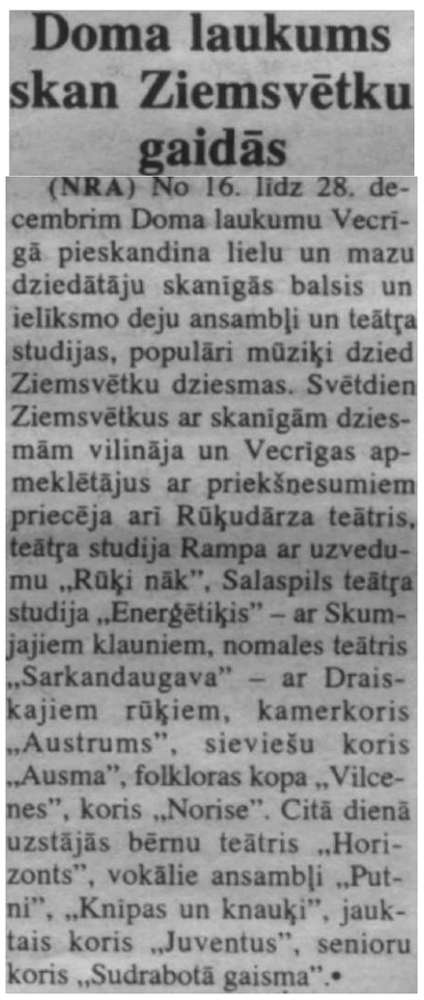 Doma laukums
skan Ziemsvētku
gaidās
(NRA) No 16. līdz 28. de-
cembrim Doma laukumu Vecrī-
gā pieskandina lielu un mazu
dziedātāju skanīgās balsis un
ielīksmo deju ansambļi un teātŗa
studijas, populāri mūziķi dzied
Ziemsvētku dziesmas. Svētdien
Ziemsvētkus ar skanīgām dzies-
mām vilināja un Vecrīgas ap-
meklētājus ar priekšnesumiem
priecēja arī Rūķudārza teātris,
teātŗa studija Rampa ar uzvedu-
mu „Rūķi nāk”, Salaspils teātŗa
studija „Enerģētiķis” – ar Skum-
jajiem klauniem, nomales teātris
„Sarkandaugava” – ar Drais-
kajiem rūķiem, kamerkoris
„Austrums”, sieviešu koris
„Ausma”, folkloras kopa „Vilce-
nes”, koris „Norise”. Citā dienā
uzstājās bērnu teātris „Hori-
zonts”, vokālie ansambļi „Put-
ni”, „Knīpas un knauķi”, jauk-
tais koris „Juventus”, senioru
koris „Sudrabotā gaisma”.•